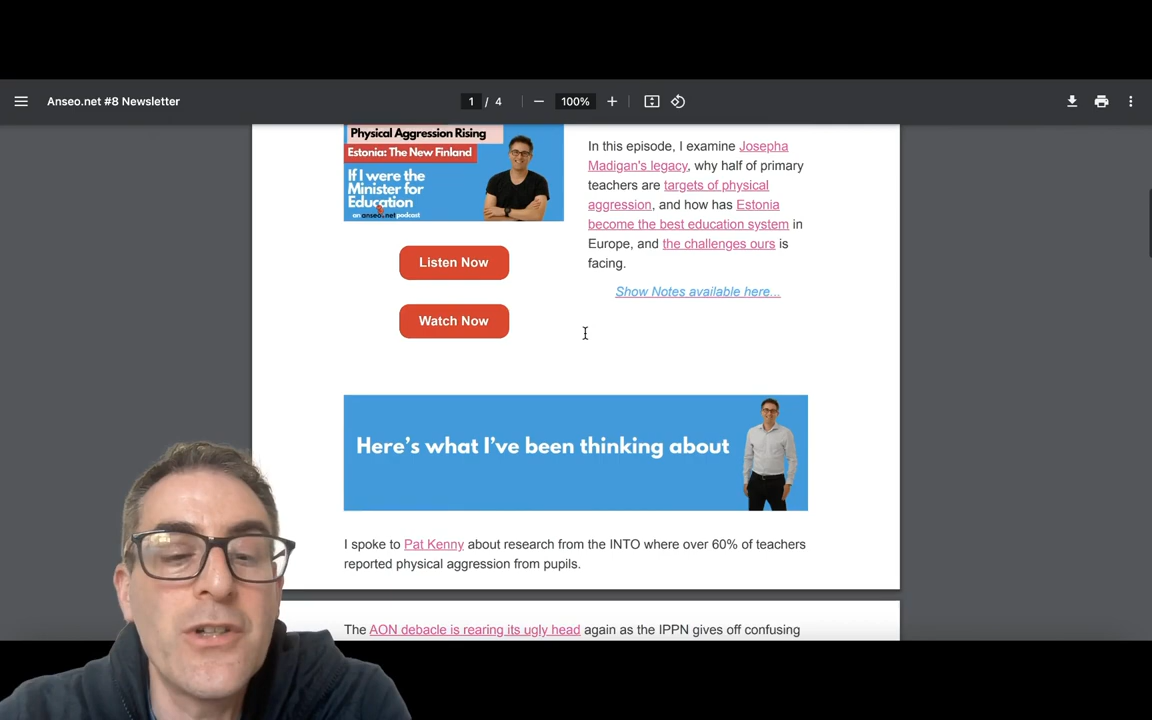 Anseo.net #8 Newsletter
1 / 4
100%
Physical Aggression Rising
Estonia: The New Finland
If I were the
Minister for
Education
an anseo.net podcast
Listen Now
Watch Now
In this episode, I examine Josepha
Madigan's legacy, why half of primary
teachers are targets of physical
aggression, and how has Estonia
become the best education system in
Europe, and the challenges ours is
facing.
Show Notes available here...
Here's what I've been thinking about
I spoke to Pat Kenny about research from the INTO where over 60% of teachers
reported physical aggression from pupils.
The AON debacle is rearing its ugly head again as the IPPN gives off confusing